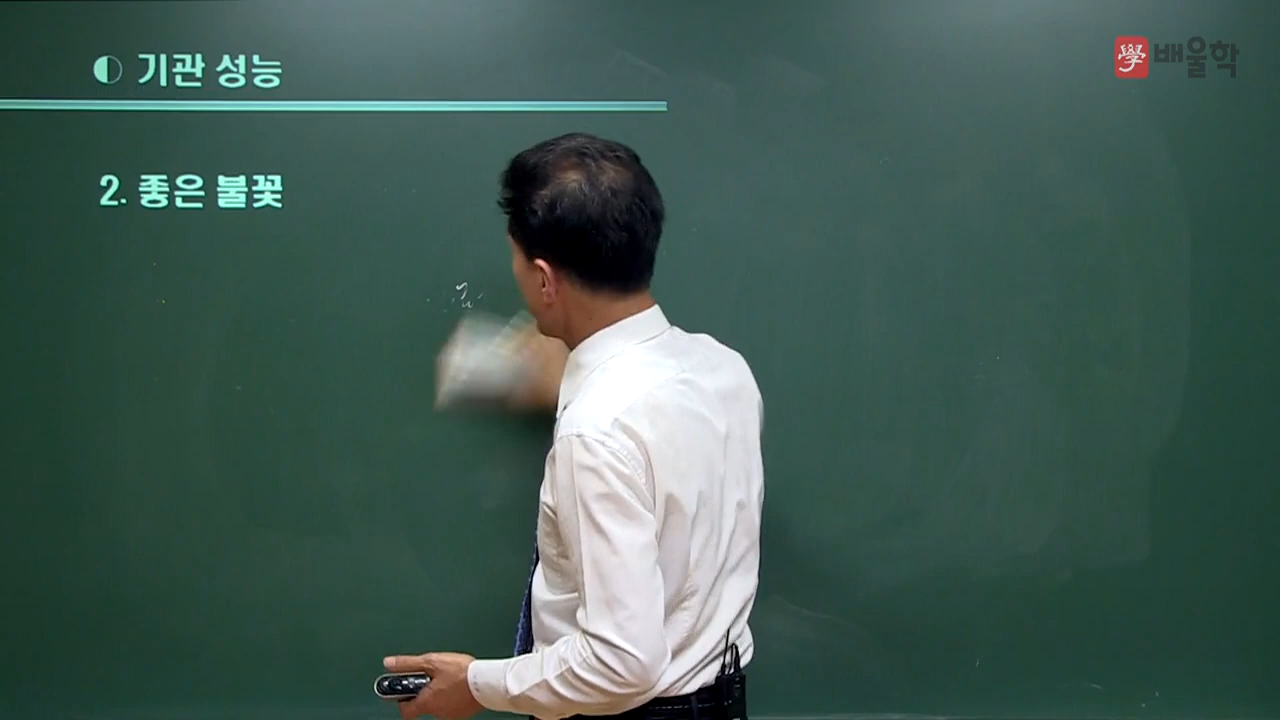 기관 성능
學 배울학
2. 좋은 불꽃